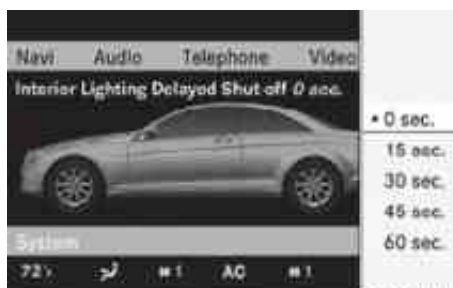 Navi Audio Telephone Video
Interior Lighting Delayed Shut off 0 sec.
• 0 sec.
15 sec.
30 sec.
45 sec.
60 sec.
System
72 AC 1